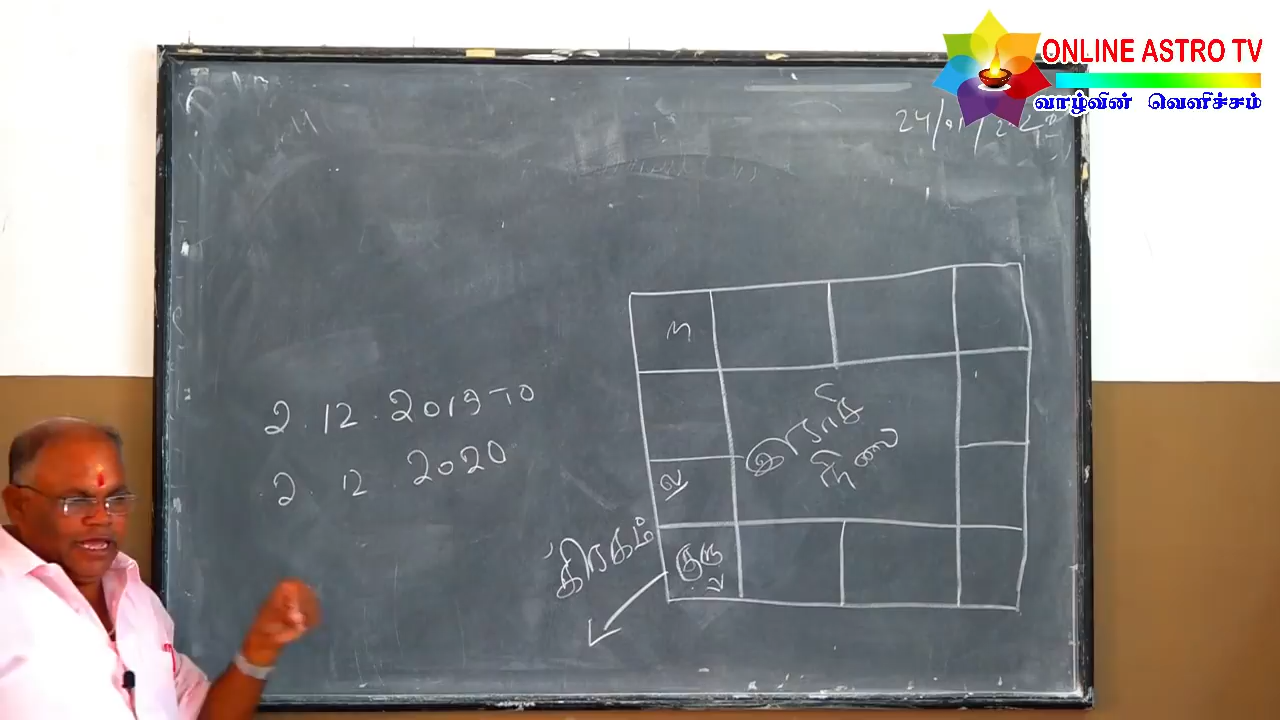 ONLINE ASTRO TV
வாழ்வின் வெளிச்சம்
2.12.2019 TO
2.12.2020
இராசி
நிலை
ல
கிரகம்
குரு